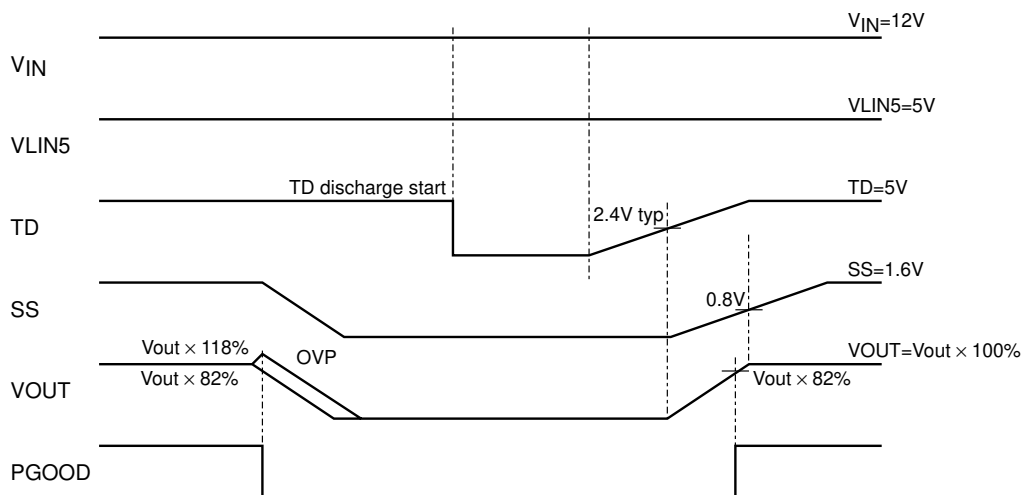 VIN=12V
VIN
VLIN5=5V
VLIN5
TD discharge start
TD=5V
2.4V typ
TD
SS=1.6V
0.8V
SS
Vout × 118%
OVP
VOUT=Vout × 100%
Vout × 82%
Vout × 82%
VOUT
PGOOD